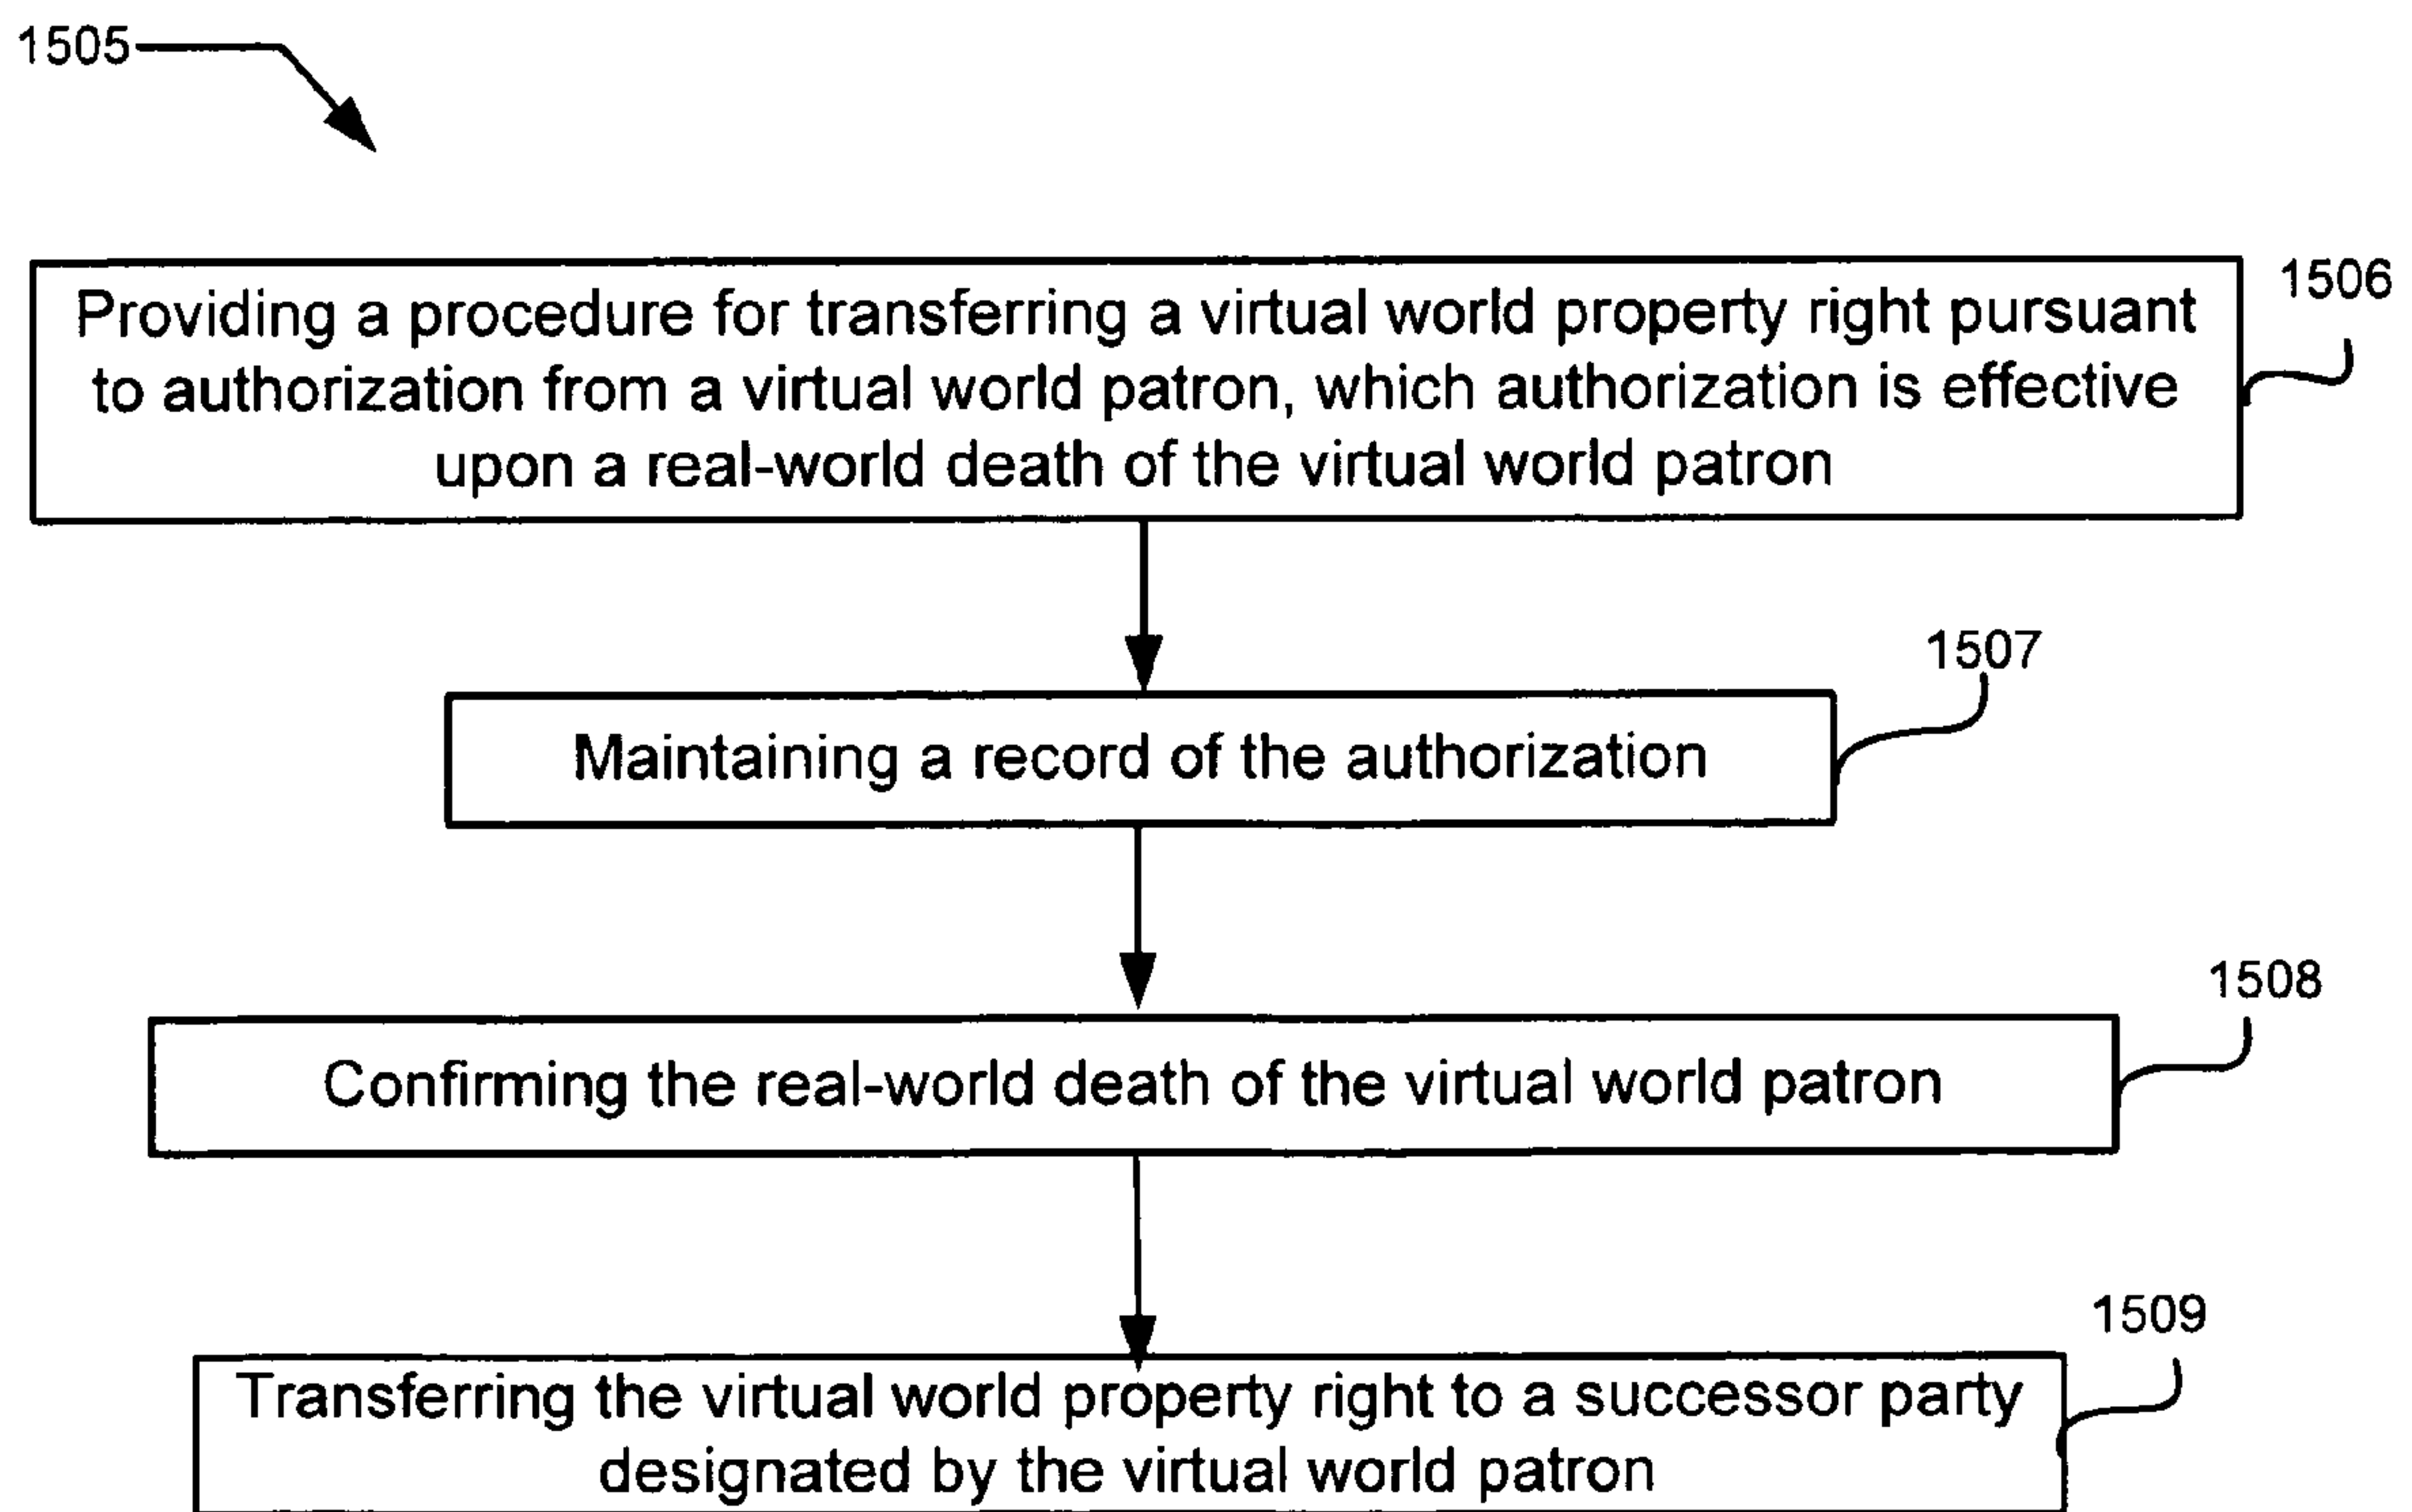 1505
Providing a procedure for transferring a virtual world property right pursuant
to authorization from a virtual world patron, which authorization is effective
upon a real-world death of the virtual world patron
1506
1507
Maintaining a record of the authorization
1508
Confirming the real-world death of the virtual world patron
1509
Transferring the virtual world property right to a successor party
designated by the virtual world patron